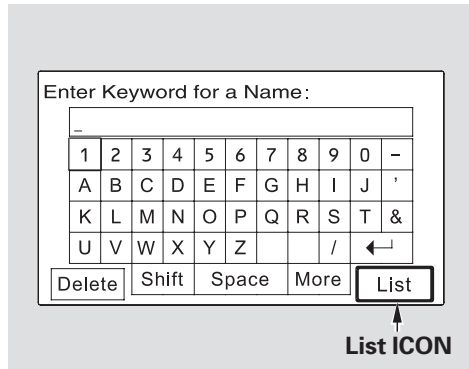 Enter Keyword for a Name:
_
1 2 3 4 5 6 7 8 9 0 –
A B C D E F G H I J ’
K L M N O P Q R S T &
U V W X Y Z /
Delete Shift Space More List
List ICON